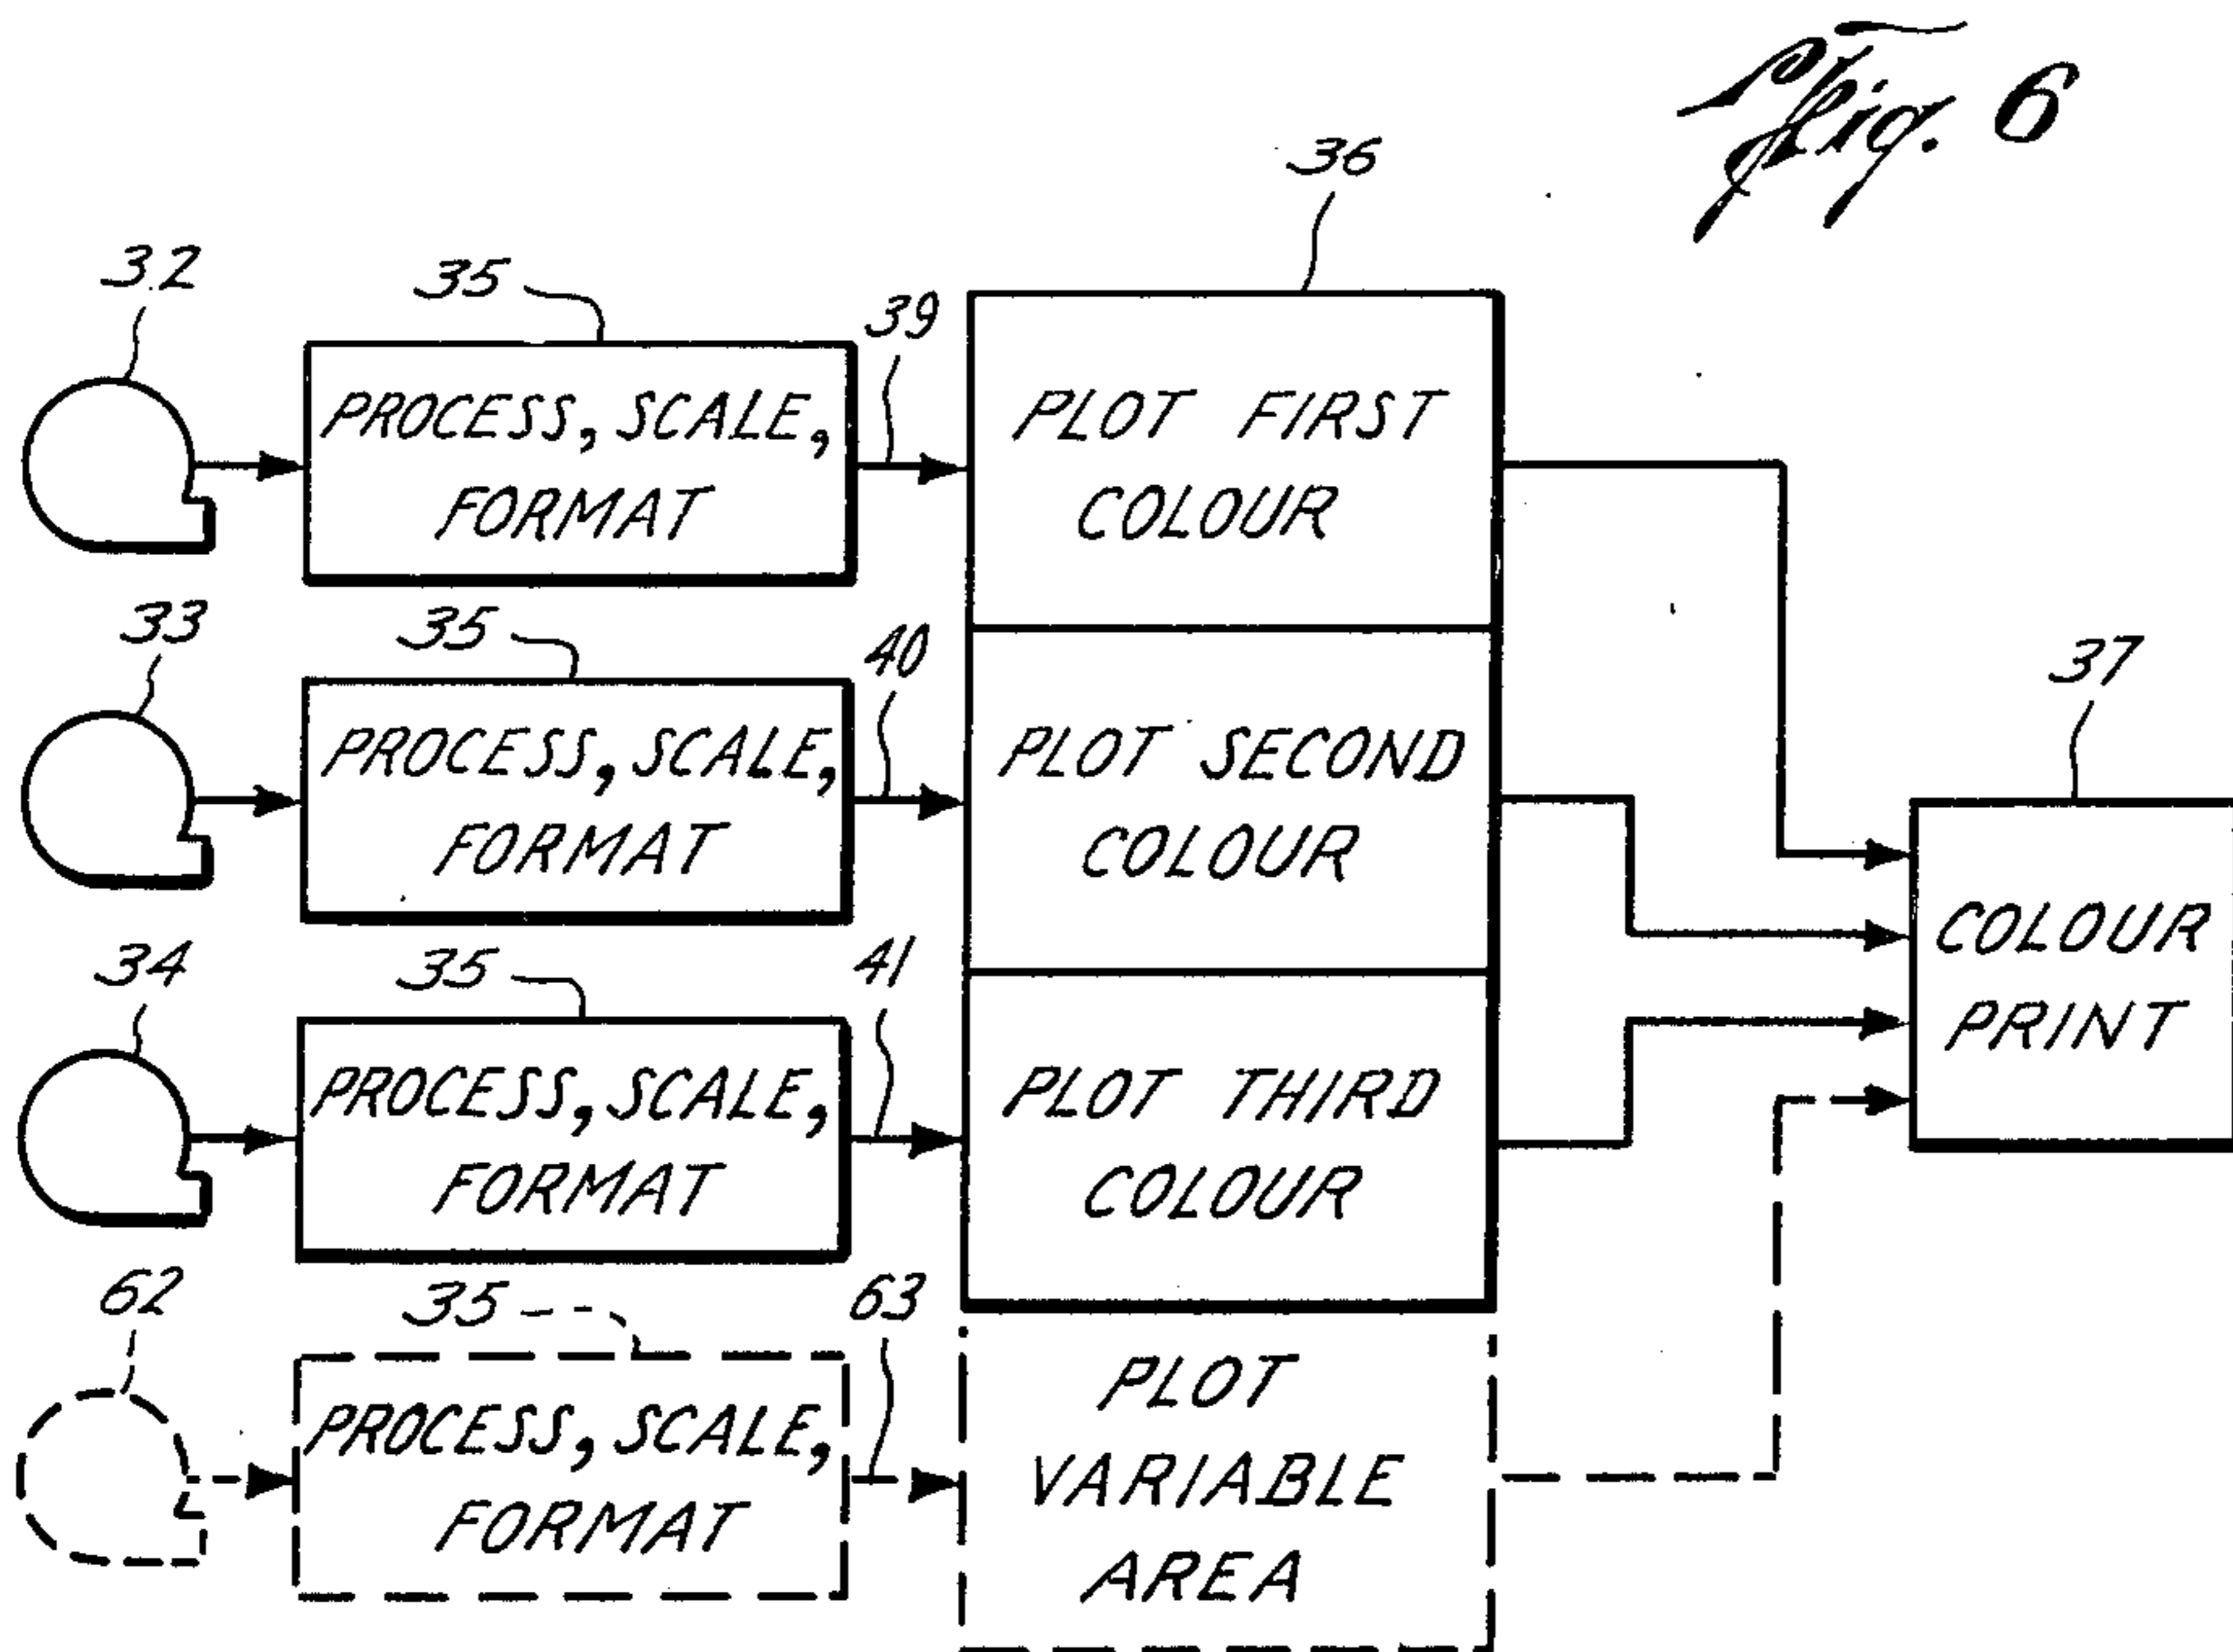 Fig. 6
36
32
35
39
PROCESS, SCALE,
FORMAT
PLOT FIRST
COLOUR
33
35
40
37
PROCESS, SCALE,
FORMAT
PLOT SECOND
COLOUR
COLOUR
PRINT
34
35
41
PROCESS, SCALE,
FORMAT
PLOT THIRD
COLOUR
62
35
63
PROCESS, SCALE,
FORMAT
PLOT
VARIABLE
AREA